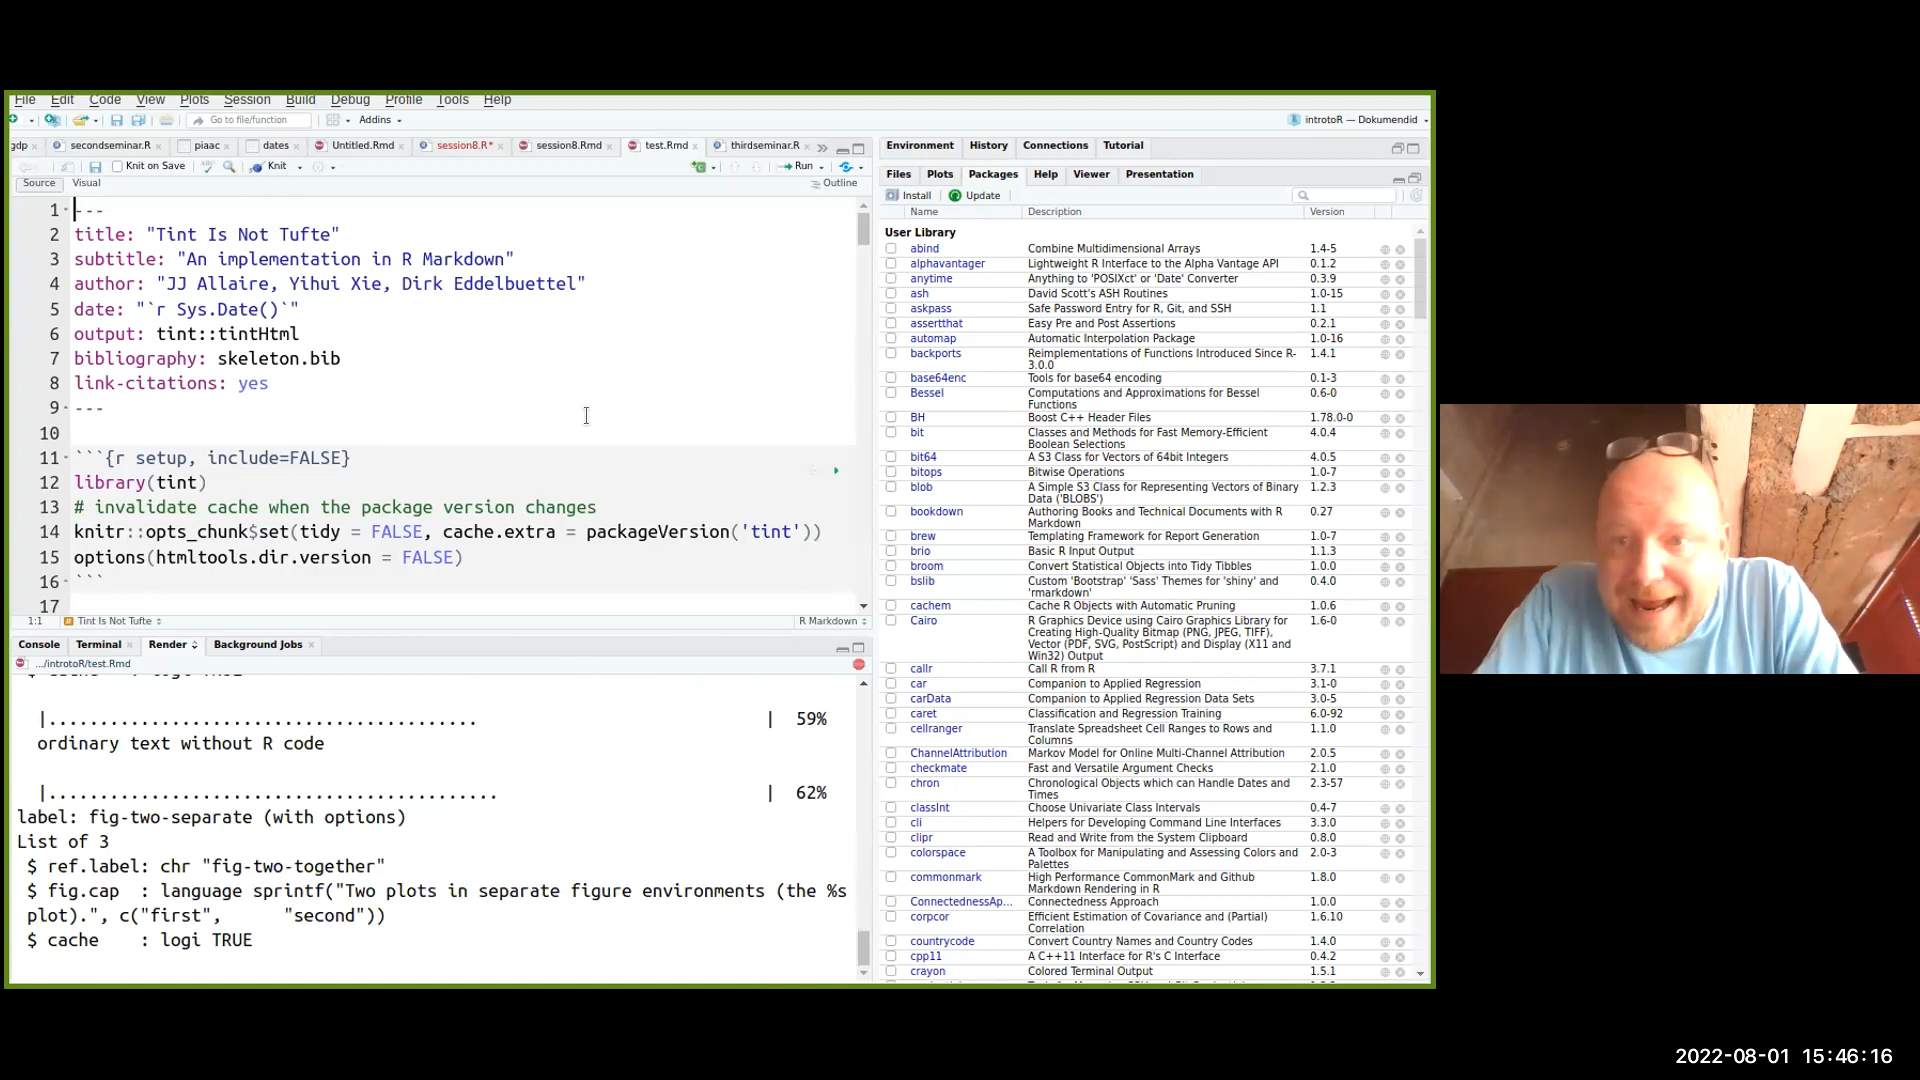 File Edit Code View Plots Session Build Debug Profile Tools Help
Go to file/function Addins introtoR — Dokumendid
gdp secondseminar.R piaac dates Untitled.Rmd session8.R* session8.Rmd test.Rmd thirdseminar.R
Knit on Save Knit Run
Source Visual Outline
1 ---
2 title: "Tint Is Not Tufte"
3 subtitle: "An implementation in R Markdown"
4 author: "JJ Allaire, Yihui Xie, Dirk Eddelbuettel"
5 date: "`r Sys.Date()`"
6 output: tint::tintHtml
7 bibliography: skeleton.bib
8 link-citations: yes
9 ---
10
11 ```{r setup, include=FALSE}
12 library(tint)
13 # invalidate cache when the package version changes
14 knitr::opts_chunk$set(tidy = FALSE, cache.extra = packageVersion('tint'))
15 options(htmltools.dir.version = FALSE)
16 ```
17
1:1 Tint Is Not Tufte R Markdown
Console Terminal Render Background Jobs
.../introtoR/test.Rmd
$ cache : logi TRUE
|.......................................... | 59%
ordinary text without R code
|............................................ | 62%
label: fig-two-separate (with options)
List of 3
$ ref.label: chr "fig-two-together"
$ fig.cap : language sprintf("Two plots in separate figure environments (the %s
plot).", c("first", "second"))
$ cache : logi TRUE
Environment History Connections Tutorial
Files Plots Packages Help Viewer Presentation
Install Update
Name Description Version
User Library
abind Combine Multidimensional Arrays 1.4-5
alphavantager Lightweight R Interface to the Alpha Vantage API 0.1.2
anytime Anything to 'POSIXct' or 'Date' Converter 0.3.9
ash David Scott's ASH Routines 1.0-15
askpass Safe Password Entry for R, Git, and SSH 1.1
assertthat Easy Pre and Post Assertions 0.2.1
automap Automatic Interpolation Package 1.0-16
backports Reimplementations of Functions Introduced Since R- 1.4.1
3.0.0
base64enc Tools for base64 encoding 0.1-3
Bessel Computations and Approximations for Bessel 0.6-0
Functions
BH Boost C++ Header Files 1.78.0-0
bit Classes and Methods for Fast Memory-Efficient 4.0.4
Boolean Selections
bit64 A S3 Class for Vectors of 64bit Integers 4.0.5
bitops Bitwise Operations 1.0-7
blob A Simple S3 Class for Representing Vectors of Binary 1.2.3
Data ('BLOBS')
bookdown Authoring Books and Technical Documents with R 0.27
Markdown
brew Templating Framework for Report Generation 1.0-7
brio Basic R Input Output 1.1.3
broom Convert Statistical Objects into Tidy Tibbles 1.0.0
bslib Custom 'Bootstrap' 'Sass' Themes for 'shiny' and 0.4.0
'rmarkdown'
cachem Cache R Objects with Automatic Pruning 1.0.6
Cairo R Graphics Device using Cairo Graphics Library for 1.6-0
Creating High-Quality Bitmap (PNG, JPEG, TIFF),
Vector (PDF, SVG, PostScript) and Display (X11 and
Win32) Output
callr Call R from R 3.7.1
car Companion to Applied Regression 3.1-0
carData Companion to Applied Regression Data Sets 3.0-5
caret Classification and Regression Training 6.0-92
cellranger Translate Spreadsheet Cell Ranges to Rows and 1.1.0
Columns
ChannelAttribution Markov Model for Online Multi-Channel Attribution 2.0.5
checkmate Fast and Versatile Argument Checks 2.1.0
chron Chronological Objects which can Handle Dates and 2.3-57
Times
classInt Choose Univariate Class Intervals 0.4-7
cli Helpers for Developing Command Line Interfaces 3.3.0
clipr Read and Write from the System Clipboard 0.8.0
colorspace A Toolbox for Manipulating and Assessing Colors and 2.0-3
Palettes
commonmark High Performance CommonMark and Github 1.8.0
Markdown Rendering in R
ConnectednessAp... Connectedness Approach 1.0.0
corpcor Efficient Estimation of Covariance and (Partial) 1.6.10
Correlation
countrycode Convert Country Names and Country Codes 1.4.0
cpp11 A C++11 Interface for R's C Interface 0.4.2
crayon Colored Terminal Output 1.5.1
2022-08-01 15:46:16